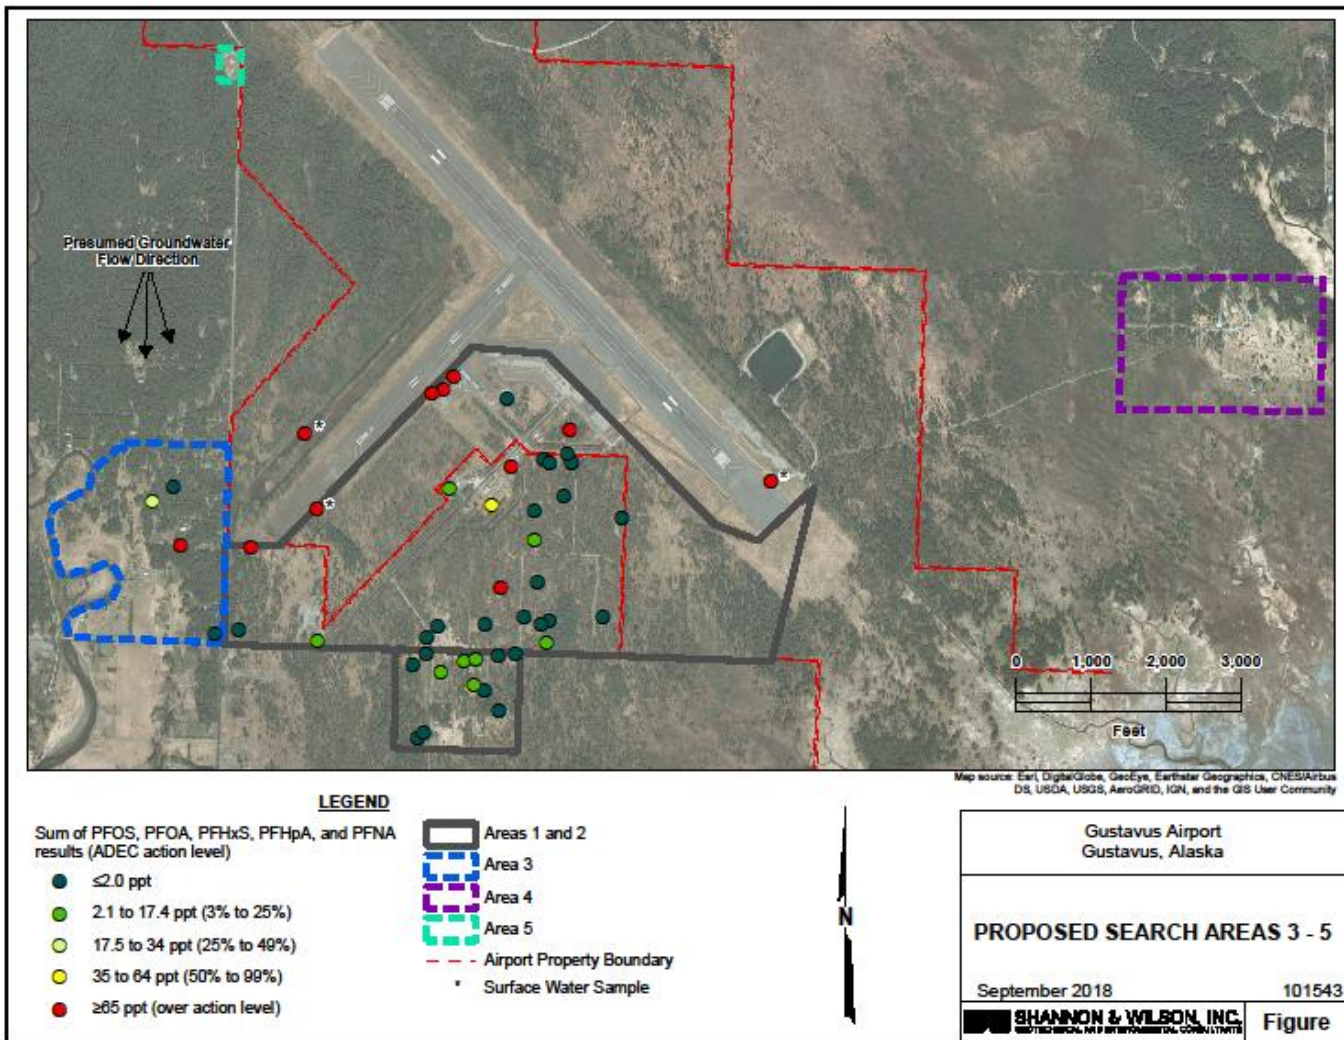 Presumed Groundwater
Flow Direction
*
*
*
0 1,000 2,000 3,000
Feet
Map source: Esri, DigitalGlobe, GeoEye, Earthstar Geographics, CNES/Airbus
DS, USDA, USGS, AeroGRID, IGN, and the GIS User Community
LEGEND
Sum of PFOS, PFOA, PFHxS, PFHpA, and PFNA
results (ADEC action level)
≤2.0 ppt
2.1 to 17.4 ppt (3% to 25%)
17.5 to 34 ppt (25% to 49%)
35 to 64 ppt (50% to 99%)
≥65 ppt (over action level)
Areas 1 and 2
Area 3
Area 4
Area 5
Airport Property Boundary
* Surface Water Sample
N
Gustavus Airport
Gustavus, Alaska
PROPOSED SEARCH AREAS 3 - 5
September 2018 101543
SHANNON & WILSON, INC.
GEOTECHNICAL AND ENVIRONMENTAL CONSULTANTS
Figure